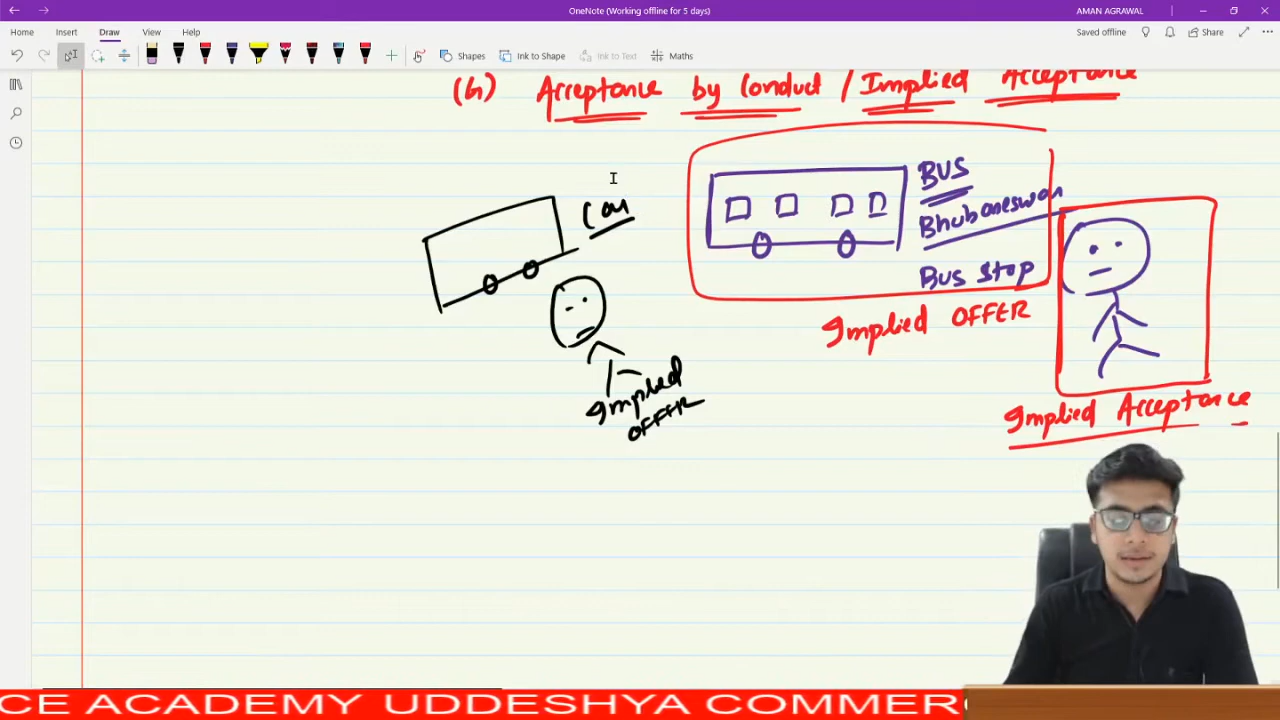 OneNote (Working offline for 5 days)
AMAN AGRAWAL
Home Insert Draw View Help
Saved offline
Share
Shapes
Ink to Shape
Ink to Text
Maths
(h) Acceptance by Conduct / Implied Acceptance
BUS
Bhubaneswar
Bus stop
Implied OFFER
Implied Acceptance
Implied
OFFER
CE ACADEMY UDDESHYA COMMER